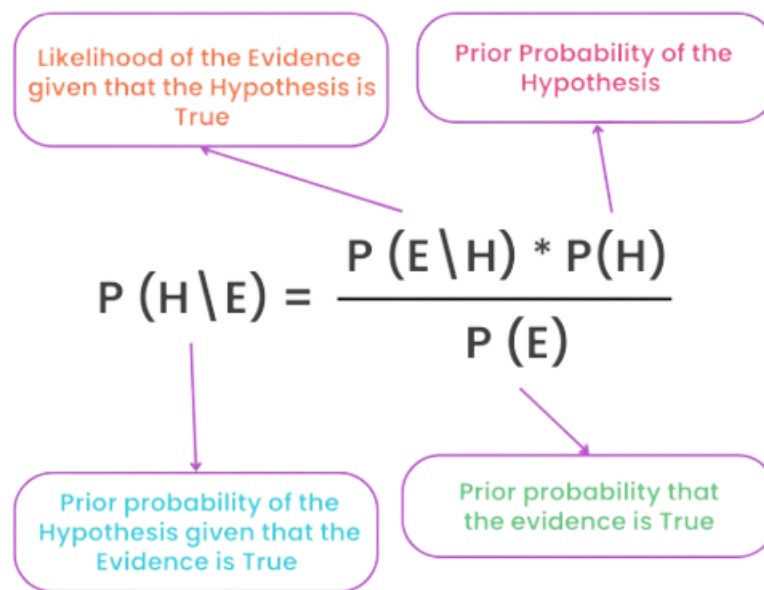 Likelihood of the Evidence
given that the Hypothesis is
True
Prior Probability of the
Hypothesis
P (H\E) = P (E\H) * P(H)
P (E)
Prior probability of the
Hypothesis given that the
Evidence is True
Prior probability that
the evidence is True